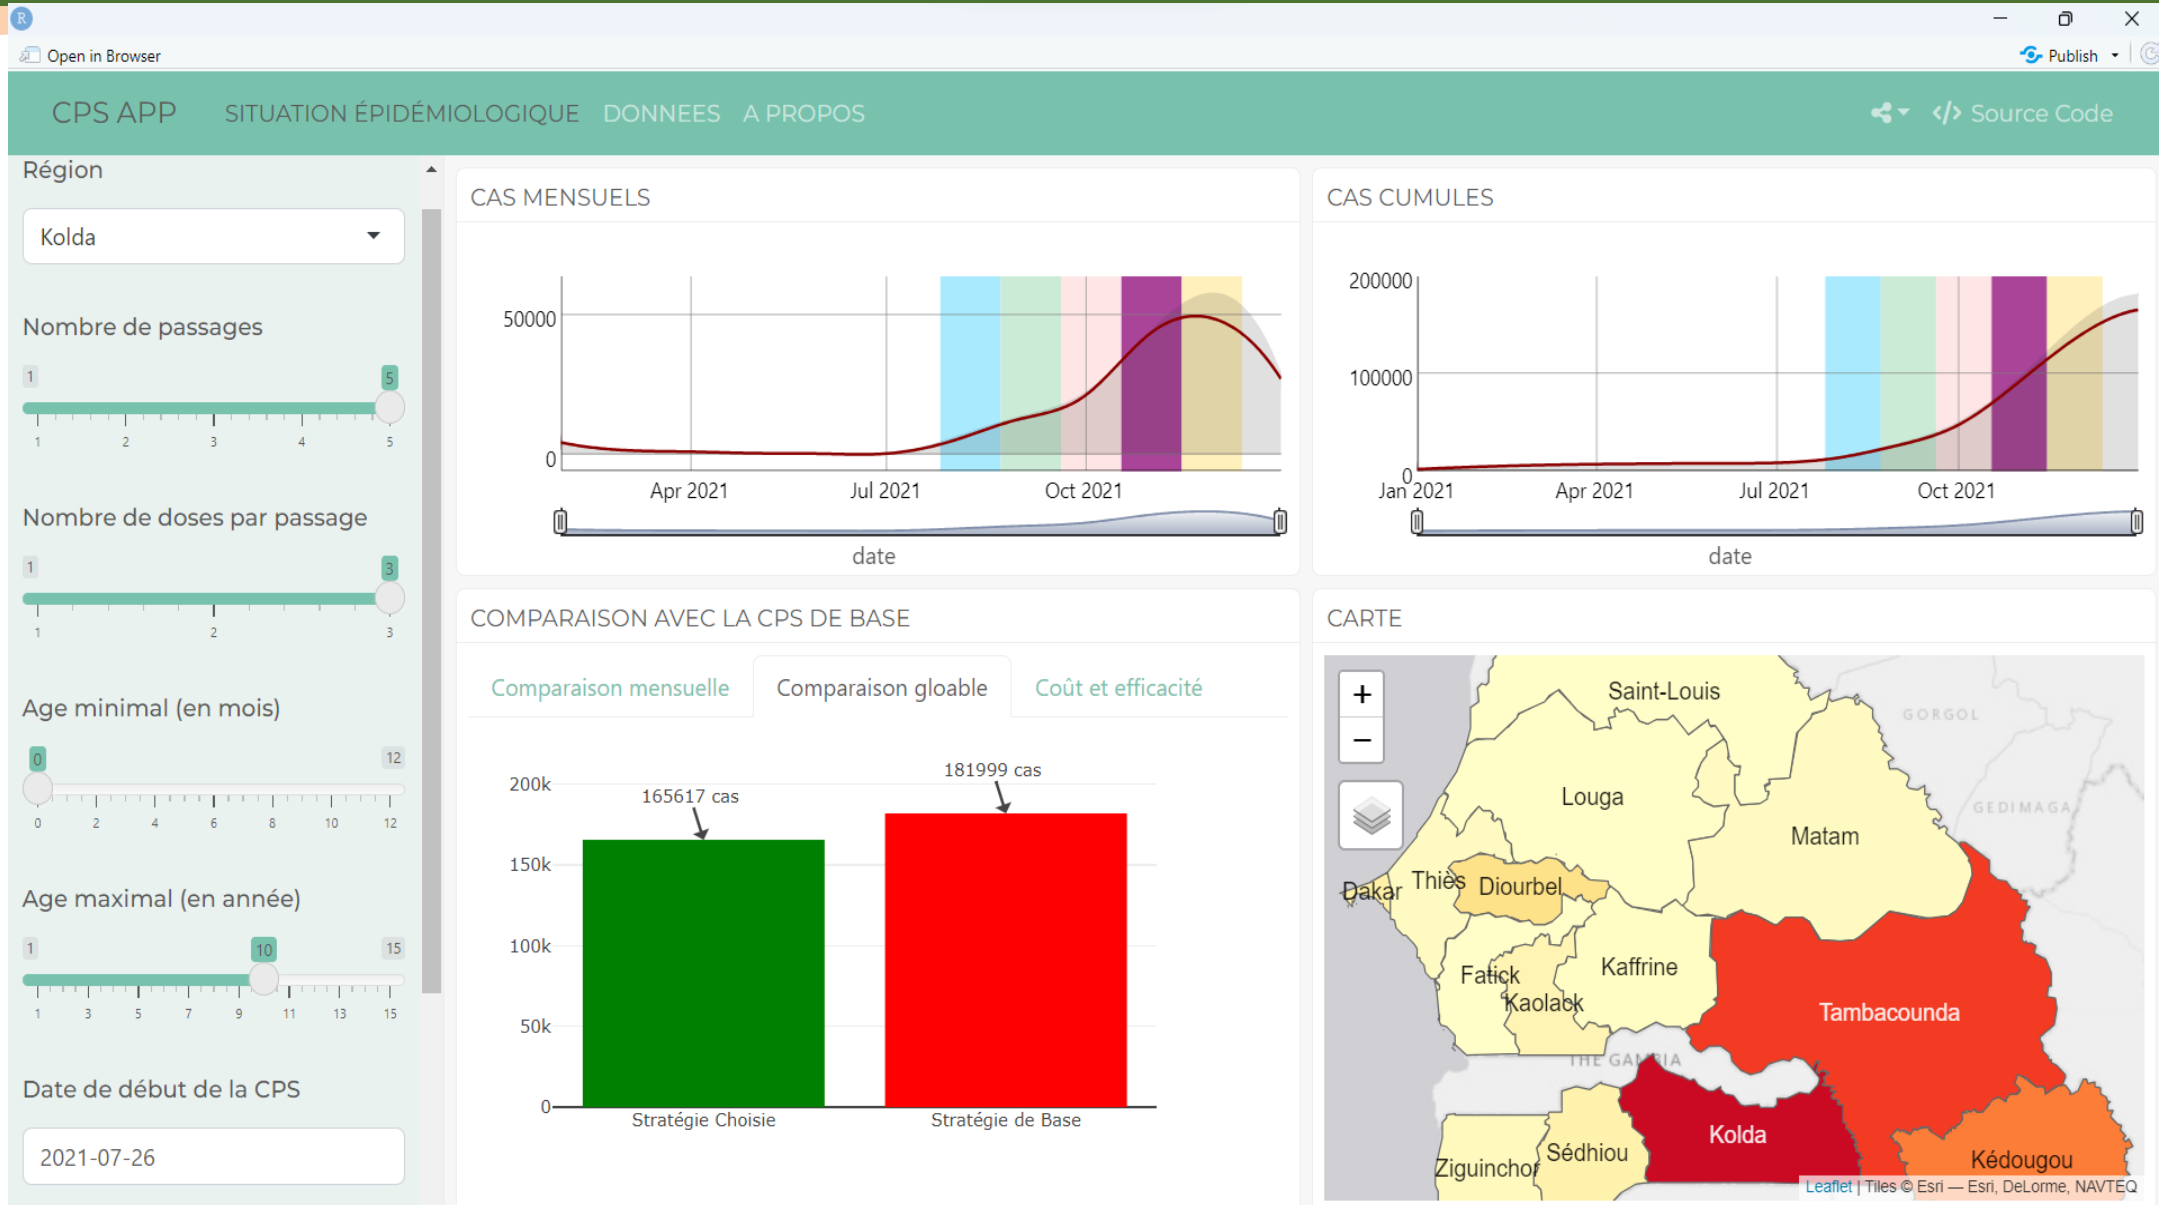 R
Open in Browser
Publish
CPS APP
SITUATION ÉPIDÉMIOLOGIQUE
DONNEES
A PROPOS
</> Source Code
Région
Kolda
Nombre de passages
1
5
1 2 3 4 5
Nombre de doses par passage
1
3
1 2 3
Age minimal (en mois)
0
12
0 2 4 6 8 10 12
Age maximal (en année)
1
10
15
1 3 5 7 9 11 13 15
Date de début de la CPS
2021-07-26
CAS MENSUELS
50000
0
Apr 2021 Jul 2021 Oct 2021
date
CAS CUMULES
200000
100000
0
Jan 2021 Apr 2021 Jul 2021 Oct 2021
date
COMPARAISON AVEC LA CPS DE BASE
Comparaison mensuelle
Comparaison gloable
Coût et efficacité
181999 cas
165617 cas
200k
150k
100k
50k
0
Stratégie Choisie
Stratégie de Base
CARTE
+
−
Saint-Louis
GORGOL
Louga
GEDIMAGA
Matam
Dakar
Thiès
Diourbel
Fatick
Kaffrine
Kaolack
Tambacounda
THE GAMBIA
Kolda
Sédhiou
Ziguinchor
Kédougou
Leaflet | Tiles © Esri — Esri, DeLorme, NAVTEQ